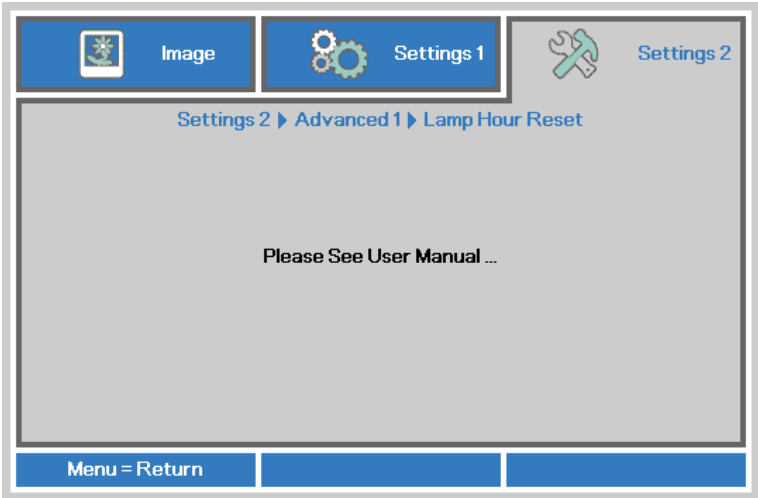 Image
Settings 1
Settings 2
Settings 2 ▶ Advanced 1 ▶ Lamp Hour Reset
Please See User Manual ...
Menu = Return